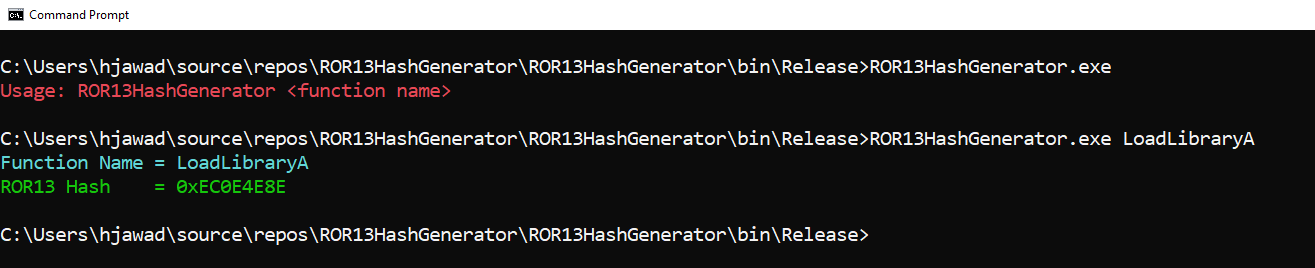 Command Prompt
C:\Users\hjawad\source\repos\ROR13HashGenerator\ROR13HashGenerator\bin\Release>ROR13HashGenerator.exe
Usage: ROR13HashGenerator <function name>
C:\Users\hjawad\source\repos\ROR13HashGenerator\ROR13HashGenerator\bin\Release>ROR13HashGenerator.exe LoadLibraryA
Function Name = LoadLibraryA
ROR13 Hash    = 0xEC0E4E8E
C:\Users\hjawad\source\repos\ROR13HashGenerator\ROR13HashGenerator\bin\Release>